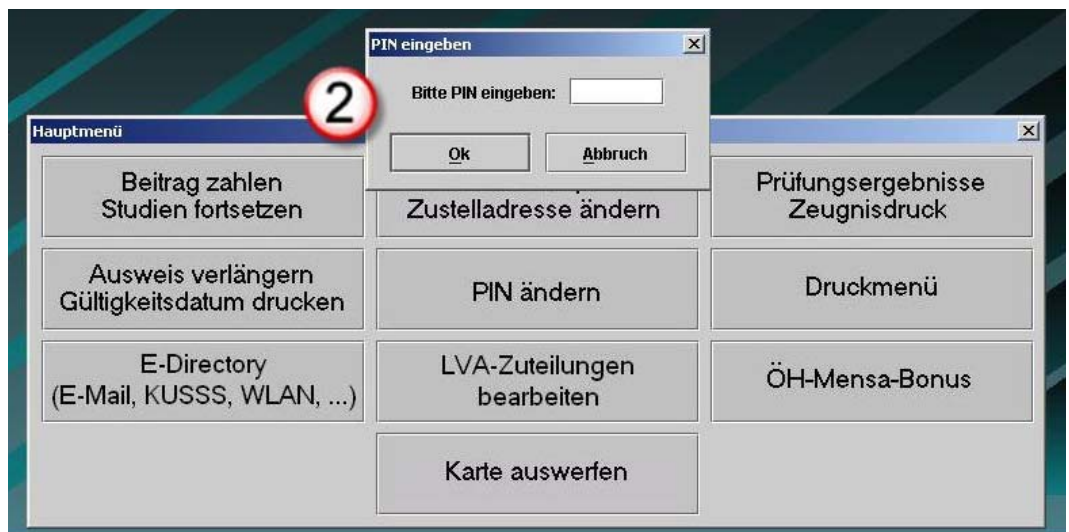 PIN eingeben
2
Bitte PIN eingeben:
Ok
Abbruch
Hauptmenü
Beitrag zahlen
Studien fortsetzen
Zustelladresse ändern
Prüfungsergebnisse
Zeugnisdruck
Ausweis verlängern
Gültigkeitsdatum drucken
PIN ändern
Druckmenü
E-Directory
(E-Mail, KUSSS, WLAN, ...)
LVA-Zuteilungen
bearbeiten
ÖH-Mensa-Bonus
Karte auswerfen